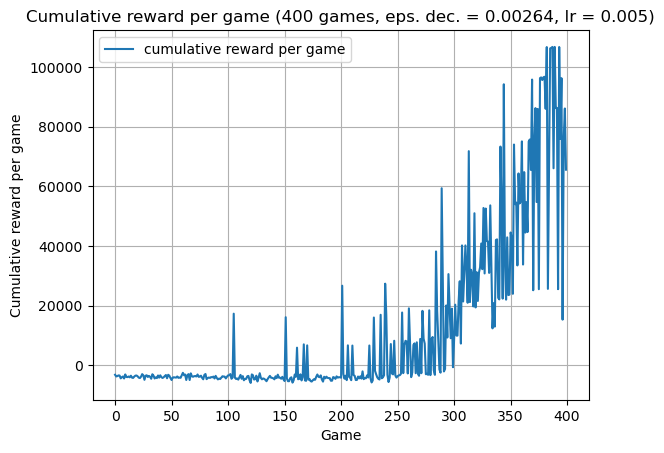 Cumulative reward per game (400 games, eps. dec. = 0.00264, lr = 0.005)
cumulative reward per game
100000
80000
60000
40000
20000
0
Cumulative reward per game
0 50 100 150 200 250 300 350 400
Game